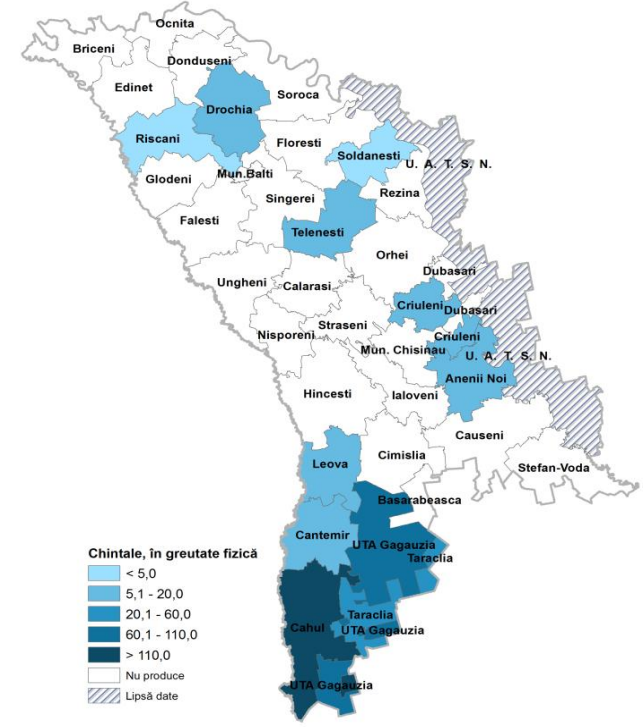 Ocnita
Briceni
Donduseni
Edinet
Soroca
Drochia
Riscani
Floresti
Soldanesti
U. A. T. S. N.
Mun.Balti
Glodeni
Singerei
Rezina
Falesti
Telenesti
Orhei
Dubasari
Ungheni
Calarasi
Criuleni
Dubasari
Straseni
Nisporeni
Criuleni
Mun. Chisinau
U. A. T. S. N.
Anenii Noi
Hincesti
Ialoveni
Causeni
Cimislia
Leova
Stefan-Voda
Basarabeasca
Cantemir
UTA Gagauzia
Taraclia
Taraclia
Cahul
UTA Gagauzia
UTA Gagauzia
Chintale, în greutate fizică
< 5,0
5,1 - 20,0
20,1 - 60,0
60,1 - 110,0
> 110,0
Nu produce
Lipsă date